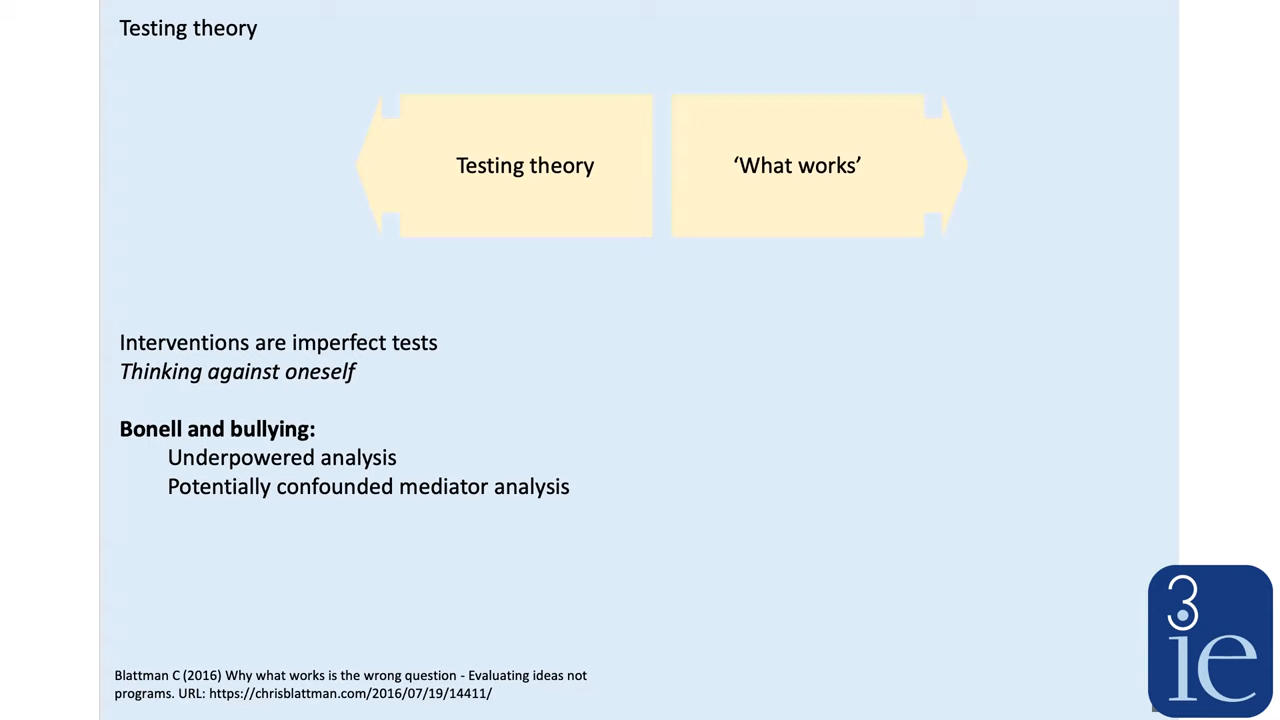 Testing theory
Testing theory
‘What works’
Interventions are imperfect tests
Thinking against oneself
Bonell and bullying:
Underpowered analysis
Potentially confounded mediator analysis
Blattman C (2016) Why what works is the wrong question - Evaluating ideas not
programs. URL: https://chrisblattman.com/2016/07/19/14411/
3
ie